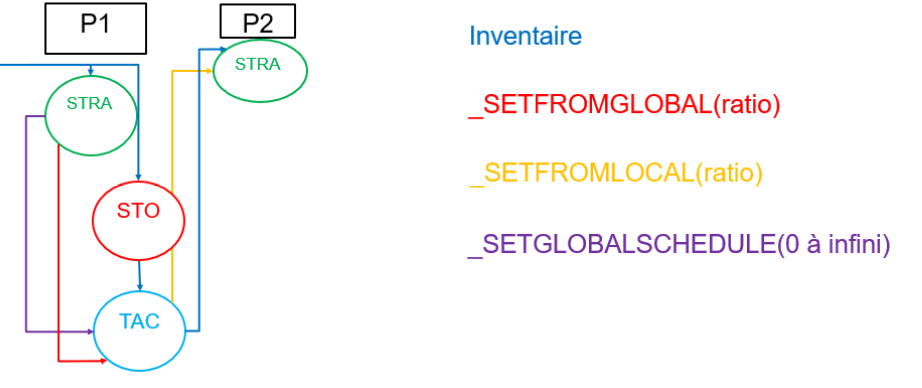 P1
P2
Inventaire
STRA
STRA
_SETFROMGLOBAL(ratio)
_SETFROMLOCAL(ratio)
STO
_SETGLOBALSCHEDULE(0 à infini)
TAC